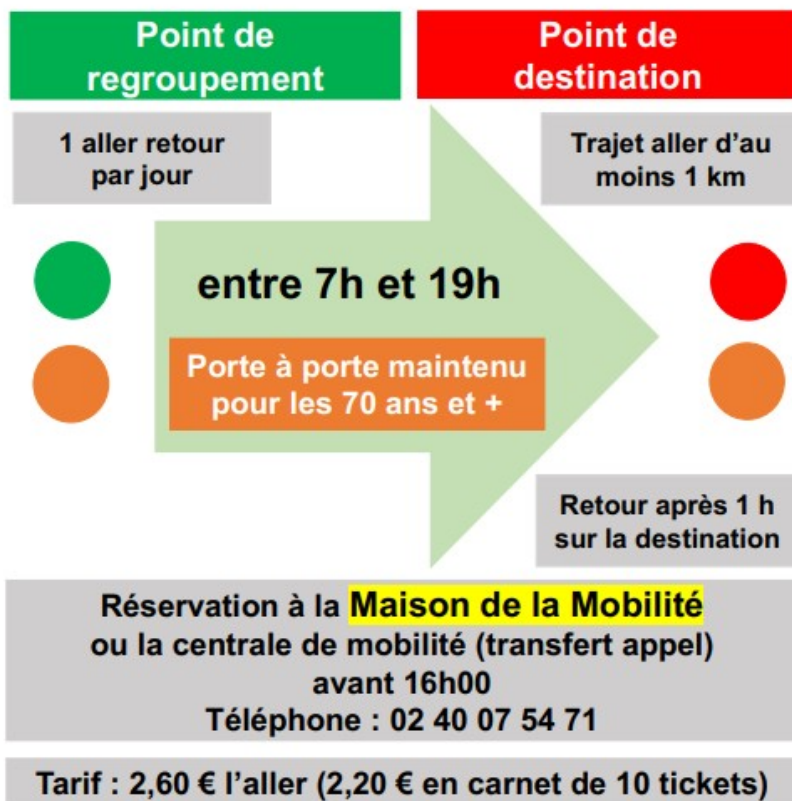 Point de
regroupement
Point de
destination
1 aller retour
par jour
Trajet aller d'au
moins 1 km
entre 7h et 19h
Porte à porte maintenu
pour les 70 ans et +
Retour après 1 h
sur la destination
Réservation à la Maison de la Mobilité
ou la centrale de mobilité (transfert appel)
avant 16h00
Téléphone : 02 40 07 54 71
Tarif : 2,60 € l'aller (2,20 € en carnet de 10 tickets)